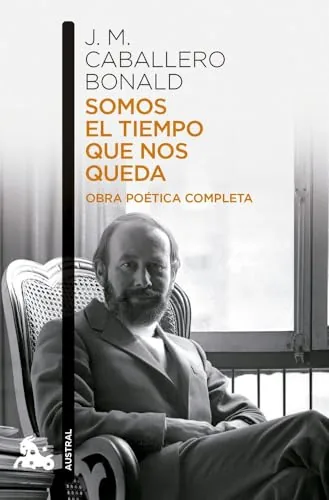 J. M.
CABALLERO
BONALD
SOMOS
EL TIEMPO
QUE NOS
QUEDA
OBRA POÉTICA COMPLETA
AUSTRAL